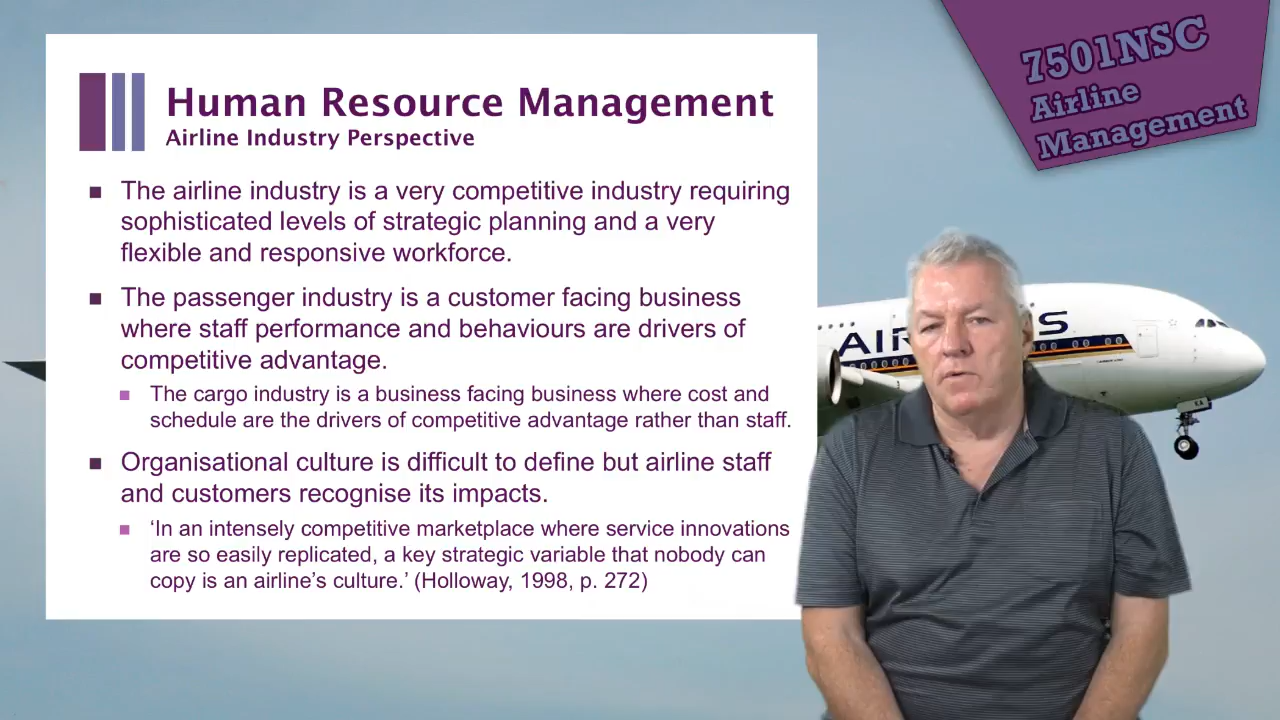 7501NSC
Airline
Management
Human Resource Management
Airline Industry Perspective
■ The airline industry is a very competitive industry requiring
sophisticated levels of strategic planning and a very
flexible and responsive workforce.
■ The passenger industry is a customer facing business
where staff performance and behaviours are drivers of
competitive advantage.
■ The cargo industry is a business facing business where cost and
schedule are the drivers of competitive advantage rather than staff.
■ Organisational culture is difficult to define but airline staff
and customers recognise its impacts.
■ ‘In an intensely competitive marketplace where service innovations
are so easily replicated, a key strategic variable that nobody can
copy is an airline’s culture.’ (Holloway, 1998, p. 272)